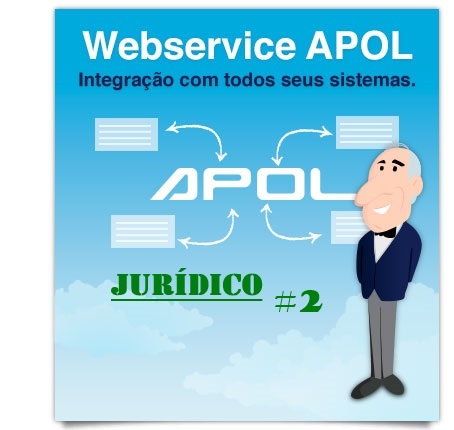 Webservice APOL
Integração com todos seus sistemas.
APOL
JURÍDICO #2